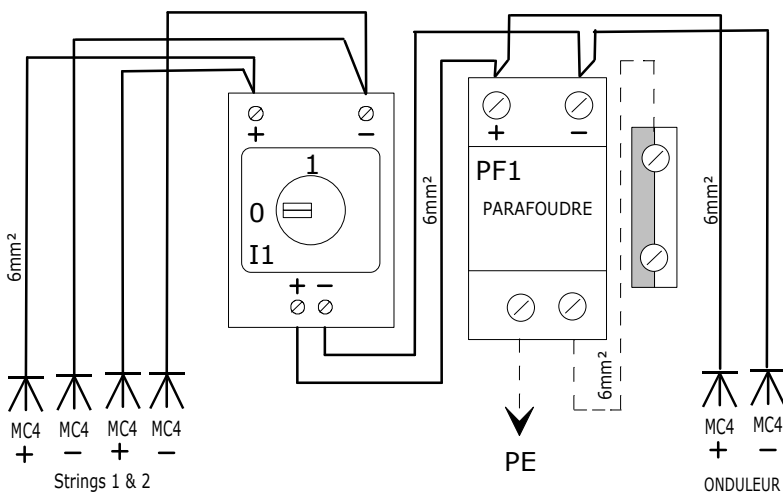 + −
1
0
I1
+ −
6mm²
6mm²
+ −
PF1
PARAFOUDRE
6mm²
6mm²
PE
MC4 MC4 MC4 MC4
+ − + −
Strings 1 & 2
MC4 MC4
+ −
ONDULEUR